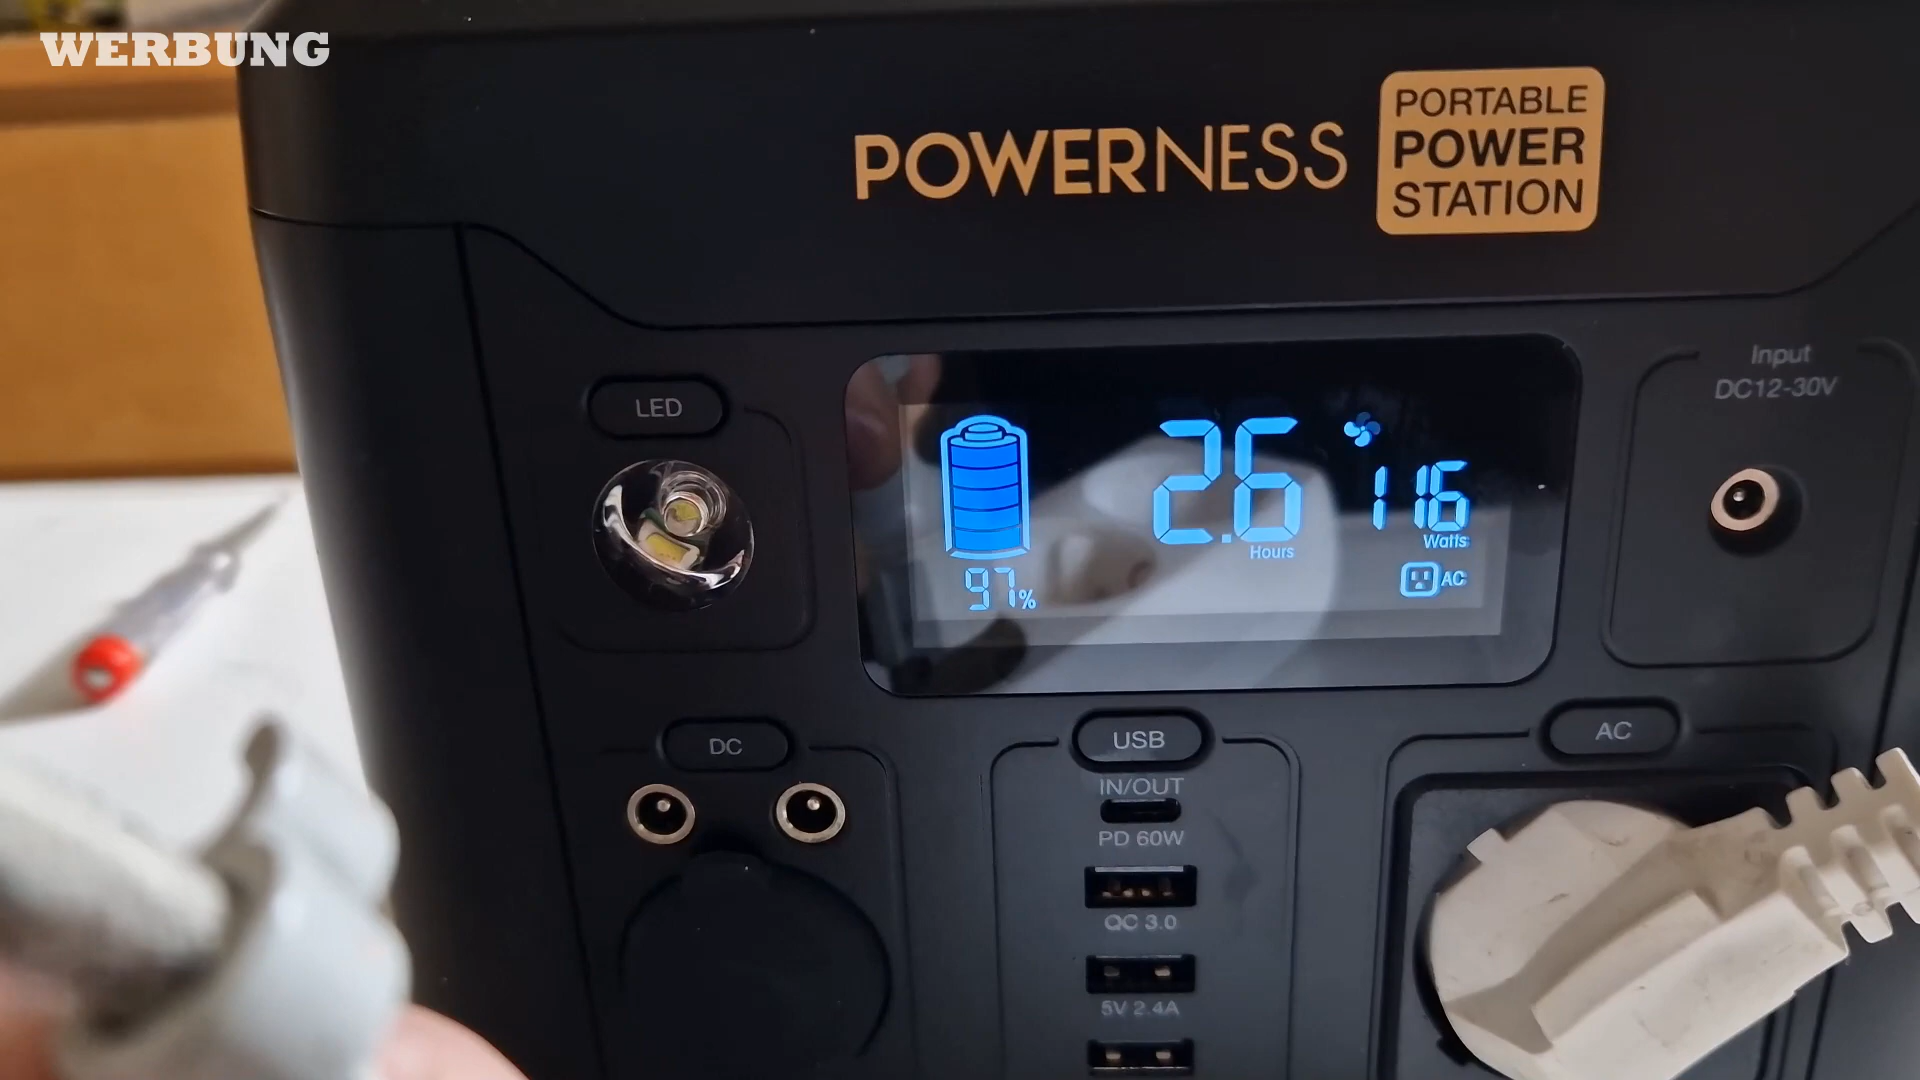 WERBUNG
POWERNESS
PORTABLE
POWER
STATION
Input
DC12-30V
LED
2.6
Hours
116
Watts
97%
AC
DC
USB
AC
IN/OUT
PD 60W
QC 3.0
5V 2.4A